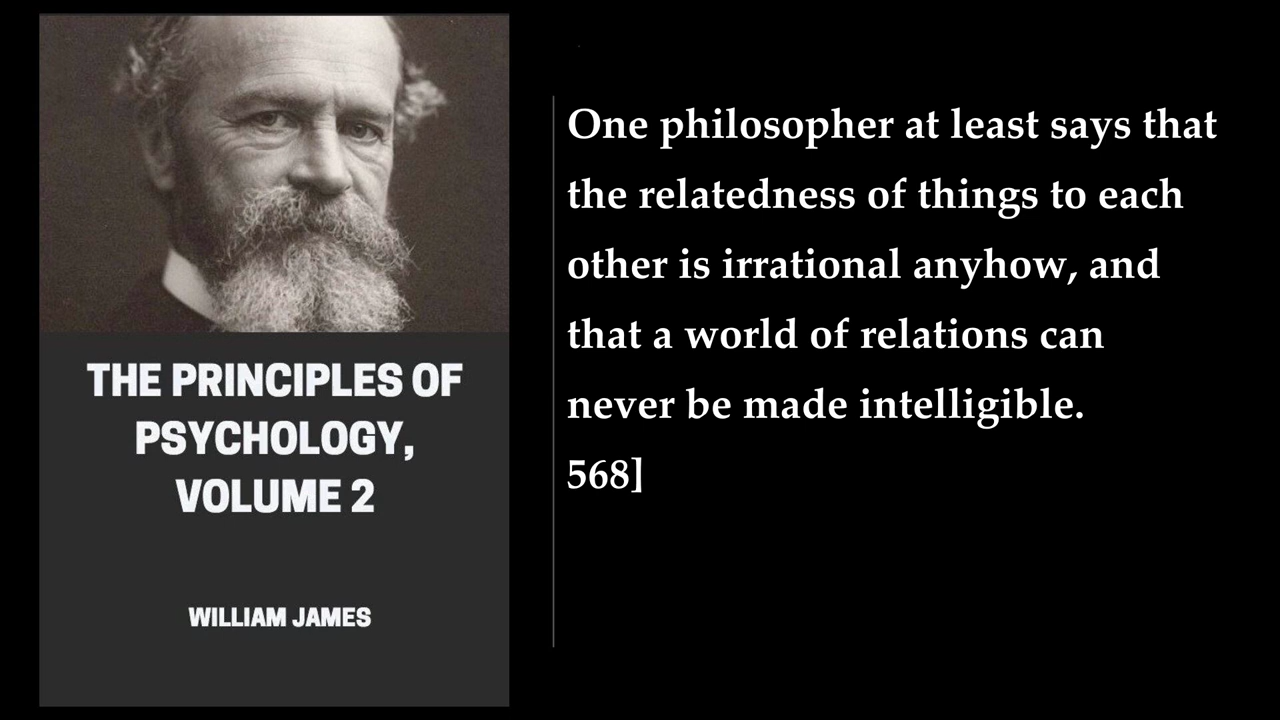 THE PRINCIPLES OF
PSYCHOLOGY,
VOLUME 2
WILLIAM JAMES
One philosopher at least says that
the relatedness of things to each
other is irrational anyhow, and
that a world of relations can
never be made intelligible.
568]